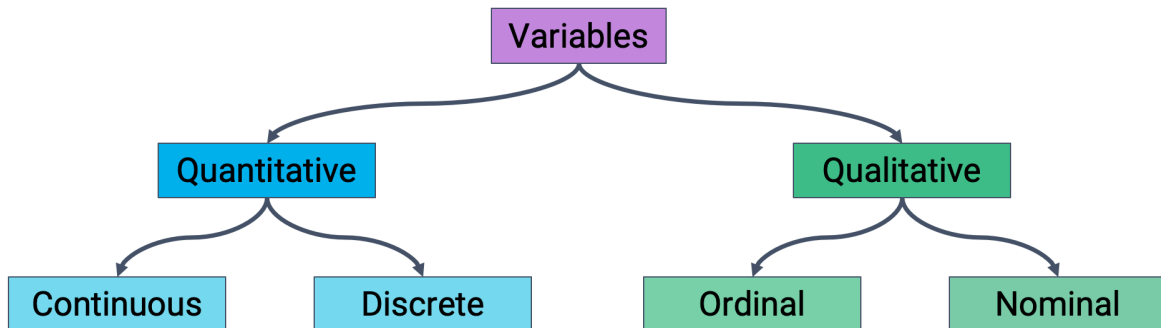 Variables
Quantitative
Qualitative
Continuous
Discrete
Ordinal
Nominal